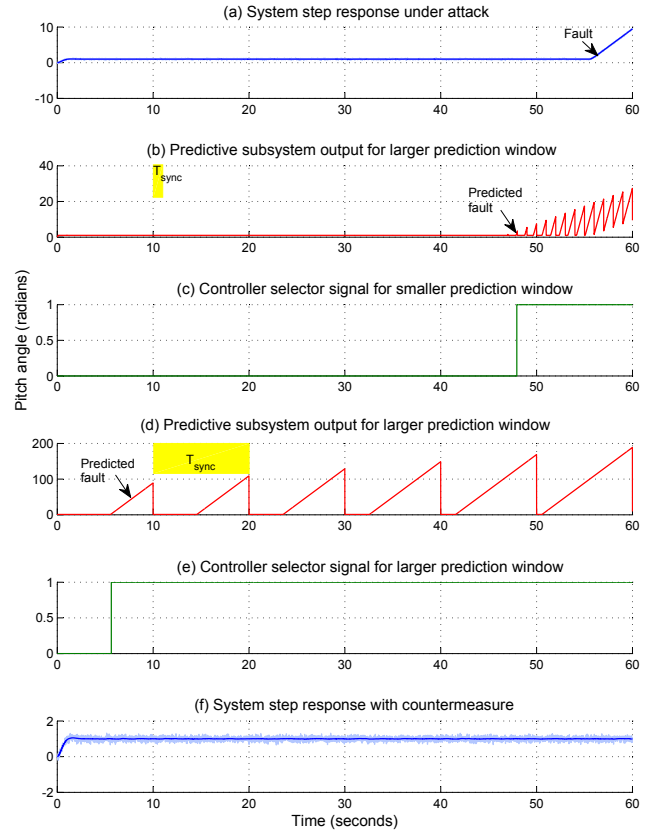 (a) System step response under attack
10
0
-10
Fault
0 10 20 30 40 50 60
(b) Predictive subsystem output for larger prediction window
40
20
0
T_sync
Predicted
fault
0 10 20 30 40 50 60
(c) Controller selector signal for smaller prediction window
1
0.5
0
0 10 20 30 40 50 60
Pitch angle (radians)
(d) Predictive subsystem output for larger prediction window
200
100
0
Predicted
fault
T_sync
0 10 20 30 40 50 60
(e) Controller selector signal for larger prediction window
1
0.5
0
0 10 20 30 40 50 60
(f) System step response with countermeasure
2
0
-2
0 10 20 30 40 50 60
Time (seconds)